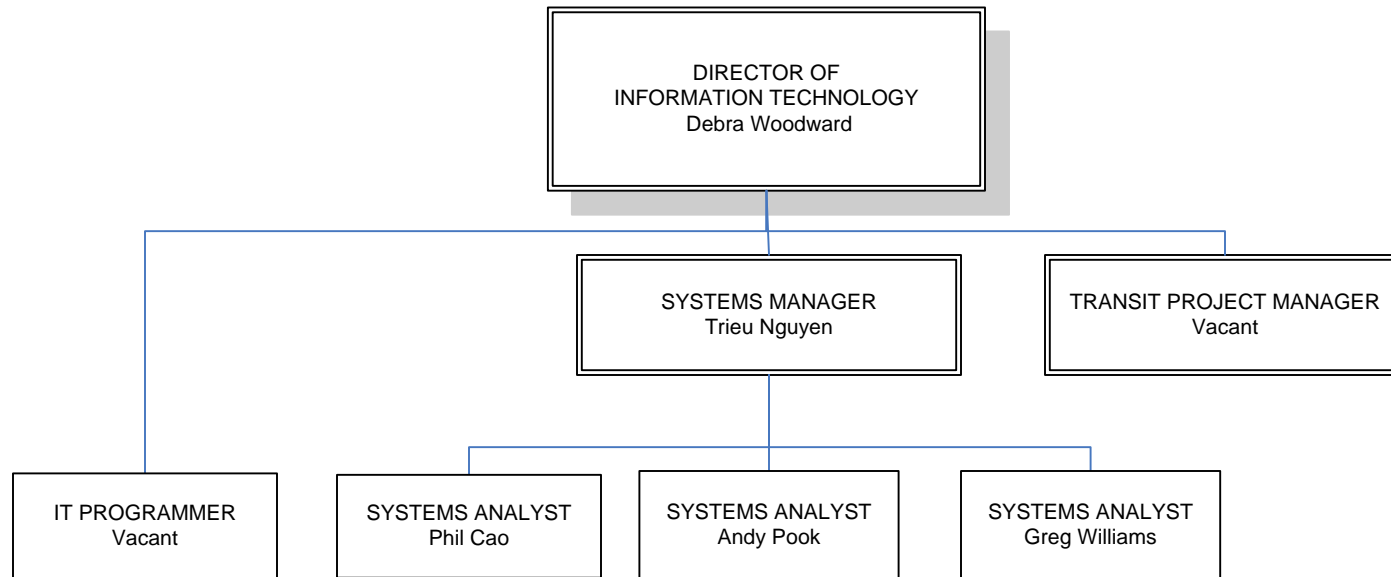 DIRECTOR OF
INFORMATION TECHNOLOGY
Debra Woodward
SYSTEMS MANAGER
Trieu Nguyen
TRANSIT PROJECT MANAGER
Vacant
IT PROGRAMMER
Vacant
SYSTEMS ANALYST
Phil Cao
SYSTEMS ANALYST
Andy Pook
SYSTEMS ANALYST
Greg Williams